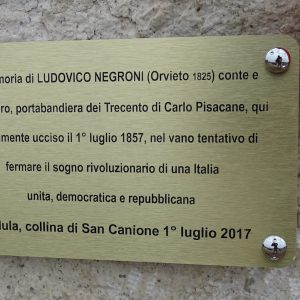 moria di LUDOVICO NEGRONI (Orvieto 1825) conte e
ro, portabandiera dei Trecento di Carlo Pisacane, qui
mente ucciso il 1° luglio 1857, nel vano tentativo di
fermare il sogno rivoluzionario di una Italia
unita, democratica e repubblicana
dula, collina di San Canione 1° luglio 2017